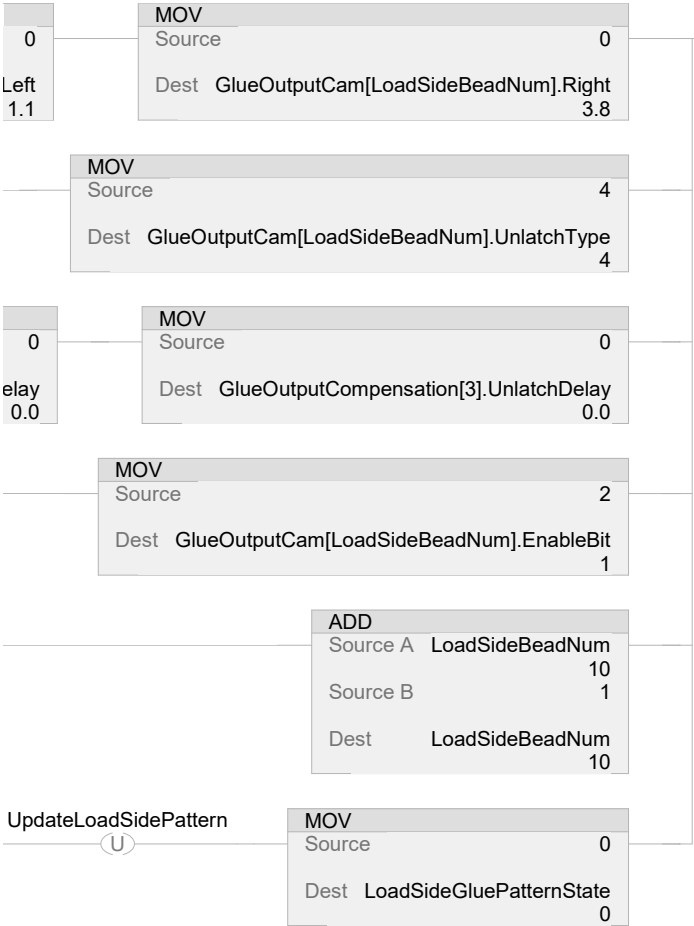 MOV
0 Source 0
Left Dest GlueOutputCam[LoadSideBeadNum].Right
1.1 3.8
MOV
Source 4
Dest GlueOutputCam[LoadSideBeadNum].UnlatchType
4
MOV
0 Source 0
elay Dest GlueOutputCompensation[3].UnlatchDelay
0.0 0.0
MOV
Source 2
Dest GlueOutputCam[LoadSideBeadNum].EnableBit
1
ADD
Source A LoadSideBeadNum
10
Source B 1
Dest LoadSideBeadNum
10
UpdateLoadSidePattern MOV
U Source 0
Dest LoadSideGluePatternState
0